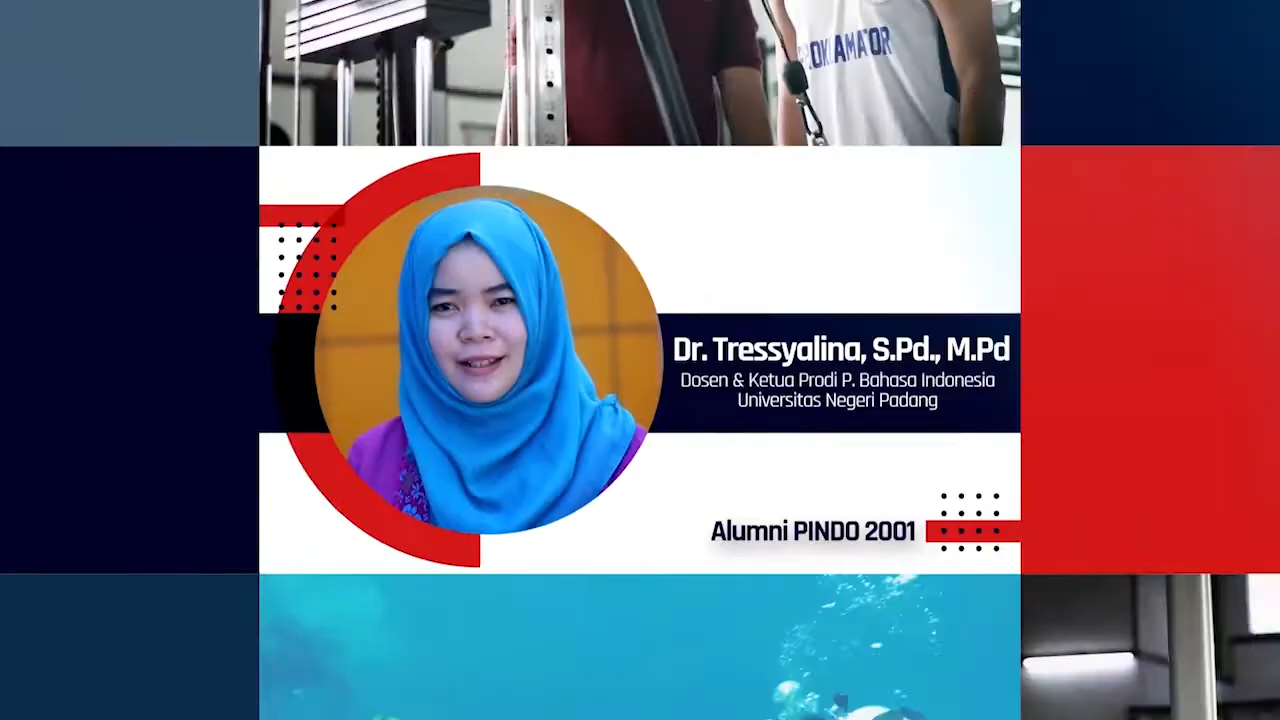 Dr. Tressyalina, S.Pd., M.Pd
Dosen & Ketua Prodi P. Bahasa Indonesia
Universitas Negeri Padang
Alumni PINDO 2001